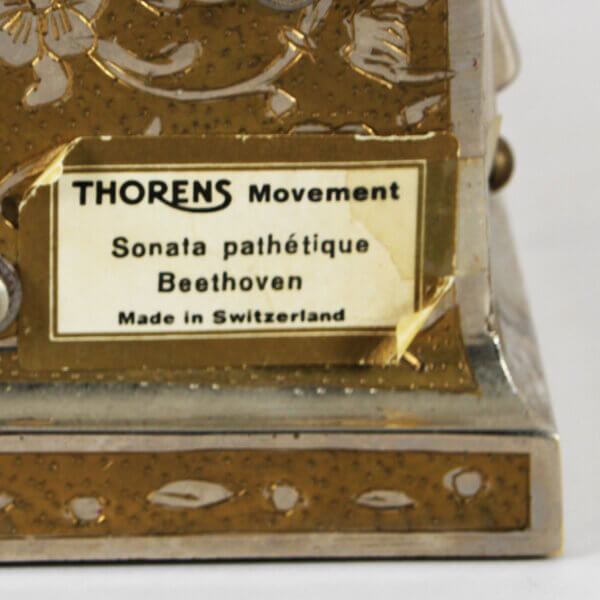 THORENS Movement
Sonata pathétique
Beethoven
Made in Switzerland